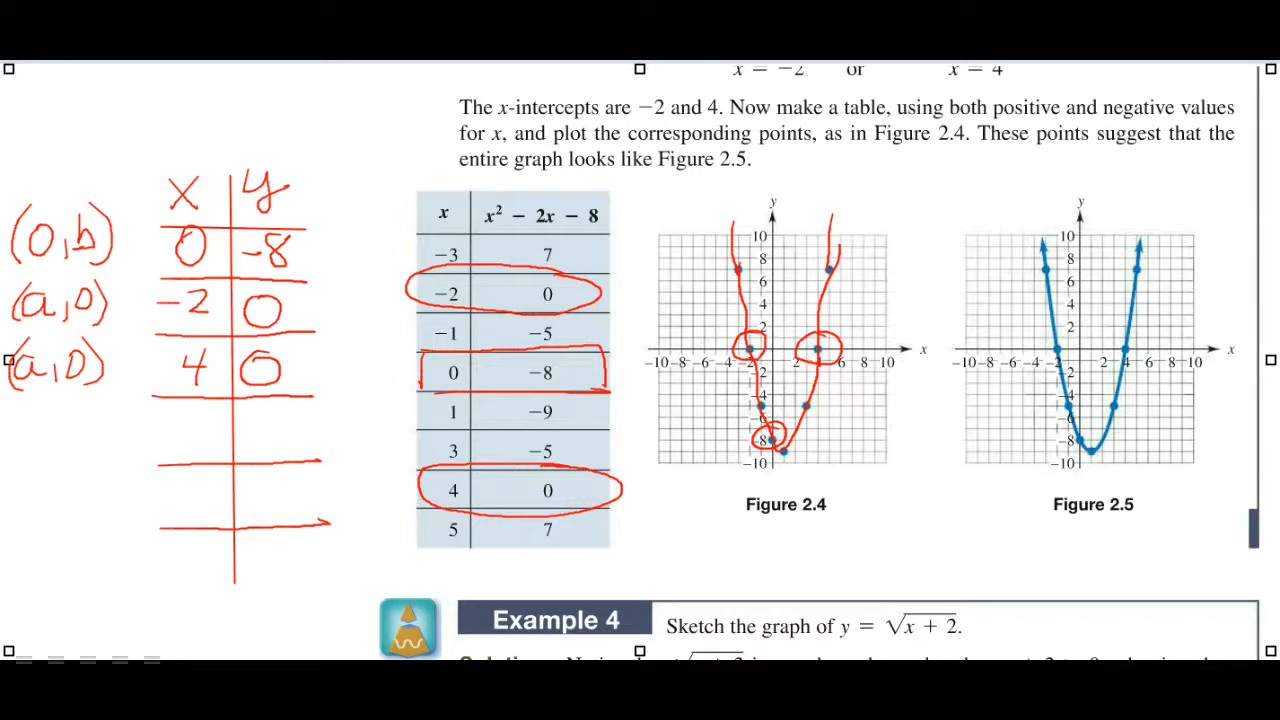 x = −2 or x = 4
The x-intercepts are −2 and 4. Now make a table, using both positive and negative values
for x, and plot the corresponding points, as in Figure 2.4. These points suggest that the
entire graph looks like Figure 2.5.
x y
(0,b) 0 -8
(a,0) -2 0
(a,0) 4 0
x x² − 2x − 8
−3 7
−2 0
−1 −5
0 −8
1 −9
3 −5
4 0
5 7
y
10
8
6
4
2
−10 −8 −6 −4 2 6 8 10 x
−2
−4
−6
−8
−10
Figure 2.4
y
10
8
6
4
2
−10 −8 −6 −4 2 4 6 8 10 x
−2
−4
−6
−8
−10
Figure 2.5
Example 4 Sketch the graph of y = √x + 2.